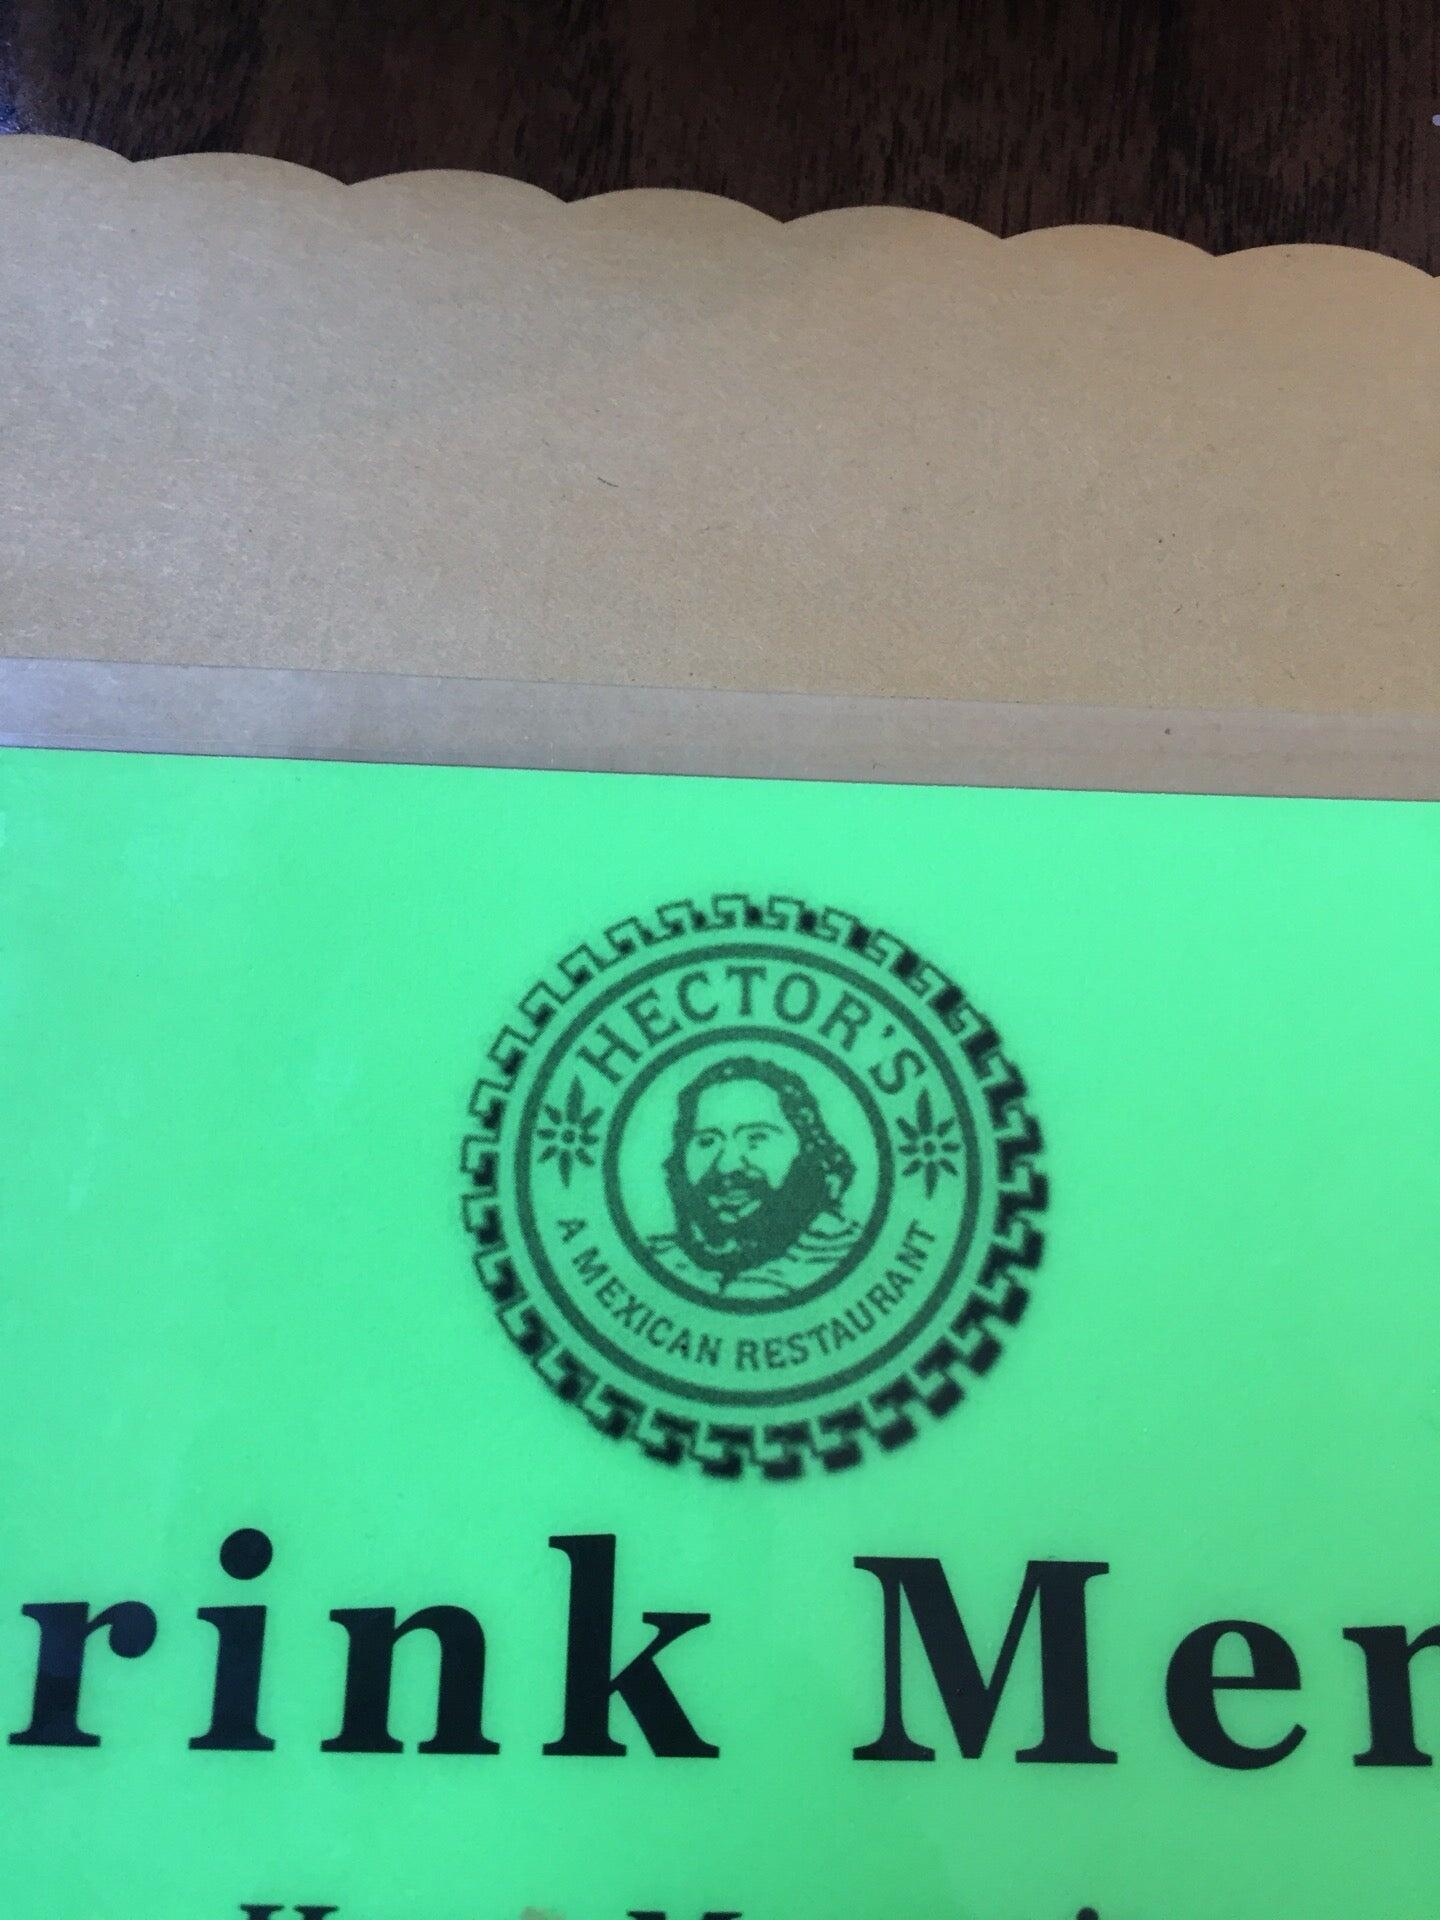 HECTOR'S
A MEXICAN RESTAURANT
rink Men